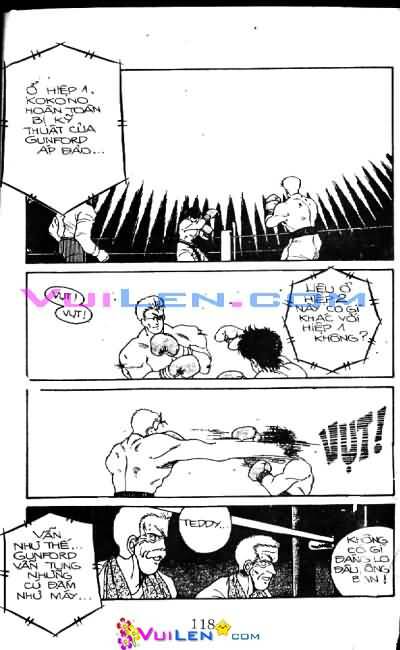 Ở HIỆP 1,
KOKONO
HOÀN TOÀN
BỊ KỸ
THUẬT CỦA
GUNFORD
ÁP ĐẢO...
VỤT!
VỤT!
LIỆU Ở
HIỆP 2
NÀY CÓ GÌ
KHÁC VỚI
HIỆP 1
KHÔNG?
VuiLen.com
VỤT!
VẪN
NHƯ THẾ...
GUNFORD
VẪN TUNG
NHỮNG
CÚ ĐẤM
NHƯ MÁY...
TEDDY...
KHÔNG
CÓ GÌ
ĐÁNG LO
ĐÂU, ÔNG
BIN!
118
VuiLen.com